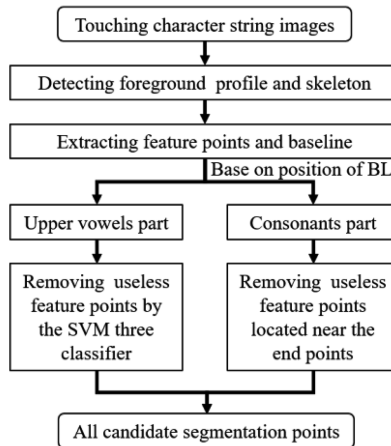 Touching character string images
Detecting foreground profile and skeleton
Extracting feature points and baseline
Base on position of BL
Upper vowels part
Consonants part
Removing useless
feature points by
the SVM three
classifier
Removing useless
feature points
located near the
end points
All candidate segmentation points